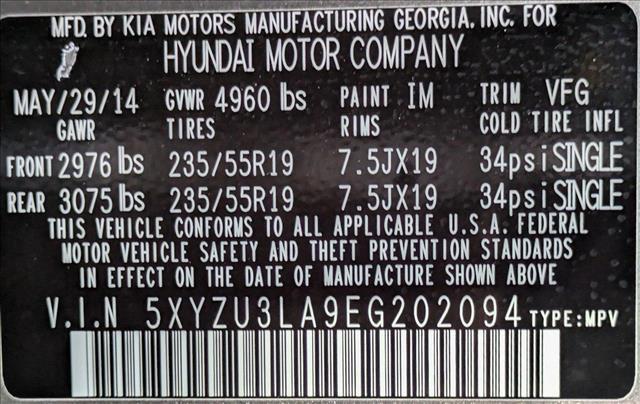 MFD. BY KIA MOTORS MANUFACTURING GEORGIA. INC. FOR
HYUNDAI MOTOR COMPANY
MAY/29/14 GVWR 4960 lbs PAINT IM TRIM VFG
GAWR TIRES RIMS COLD TIRE INFL
FRONT 2976 lbs 235/55R19 7.5JX19 34psi SINGLE
REAR 3075 lbs 235/55R19 7.5JX19 34psi SINGLE
THIS VEHICLE CONFORMS TO ALL APPLICABLE U.S.A. FEDERAL
MOTOR VEHICLE SAFETY AND THEFT PREVENTION STANDARDS
IN EFFECT ON THE DATE OF MANUFACTURE SHOWN ABOVE
V.I.N 5XYZU3LA9EG202094 TYPE:MPV